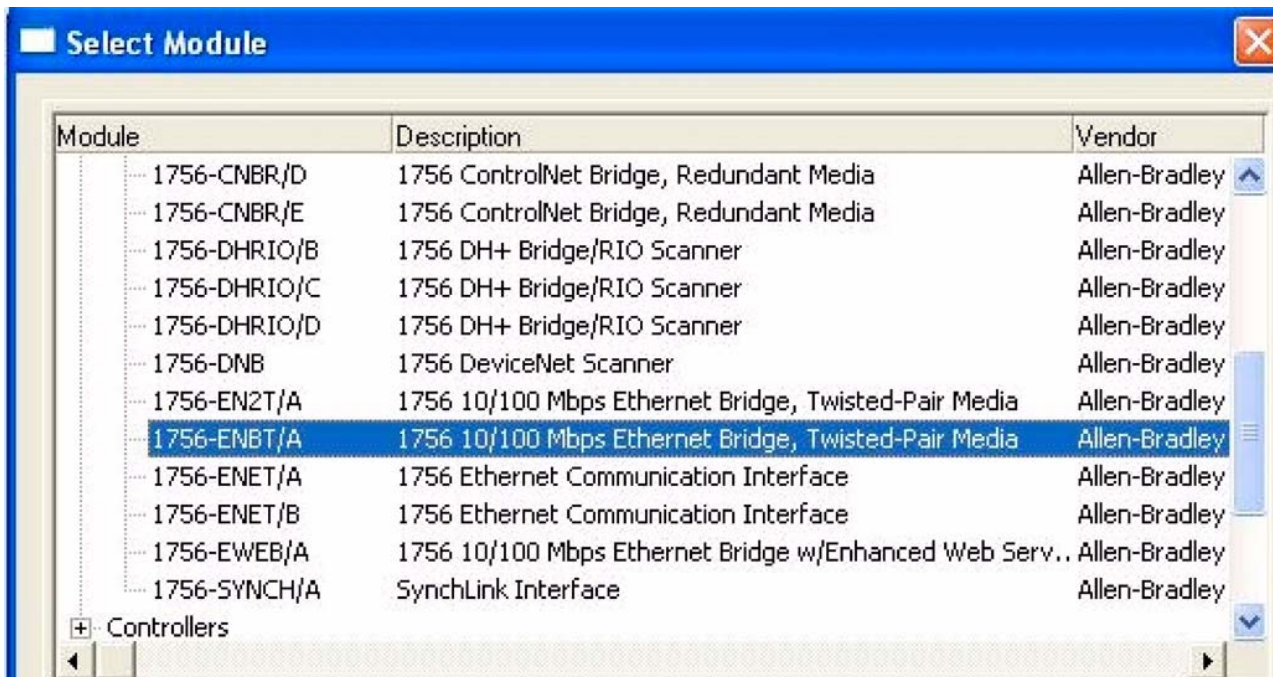 Select Module
Module Description Vendor
1756-CNBR/D 1756 ControlNet Bridge, Redundant Media Allen-Bradley
1756-CNBR/E 1756 ControlNet Bridge, Redundant Media Allen-Bradley
1756-DHRIO/B 1756 DH+ Bridge/RIO Scanner Allen-Bradley
1756-DHRIO/C 1756 DH+ Bridge/RIO Scanner Allen-Bradley
1756-DHRIO/D 1756 DH+ Bridge/RIO Scanner Allen-Bradley
1756-DNB 1756 DeviceNet Scanner Allen-Bradley
1756-EN2T/A 1756 10/100 Mbps Ethernet Bridge, Twisted-Pair Media Allen-Bradley
1756-ENBT/A 1756 10/100 Mbps Ethernet Bridge, Twisted-Pair Media Allen-Bradley
1756-ENET/A 1756 Ethernet Communication Interface Allen-Bradley
1756-ENET/B 1756 Ethernet Communication Interface Allen-Bradley
1756-EWEB/A 1756 10/100 Mbps Ethernet Bridge w/Enhanced Web Serv... Allen-Bradley
1756-SYNCH/A SynchLink Interface Allen-Bradley
Controllers